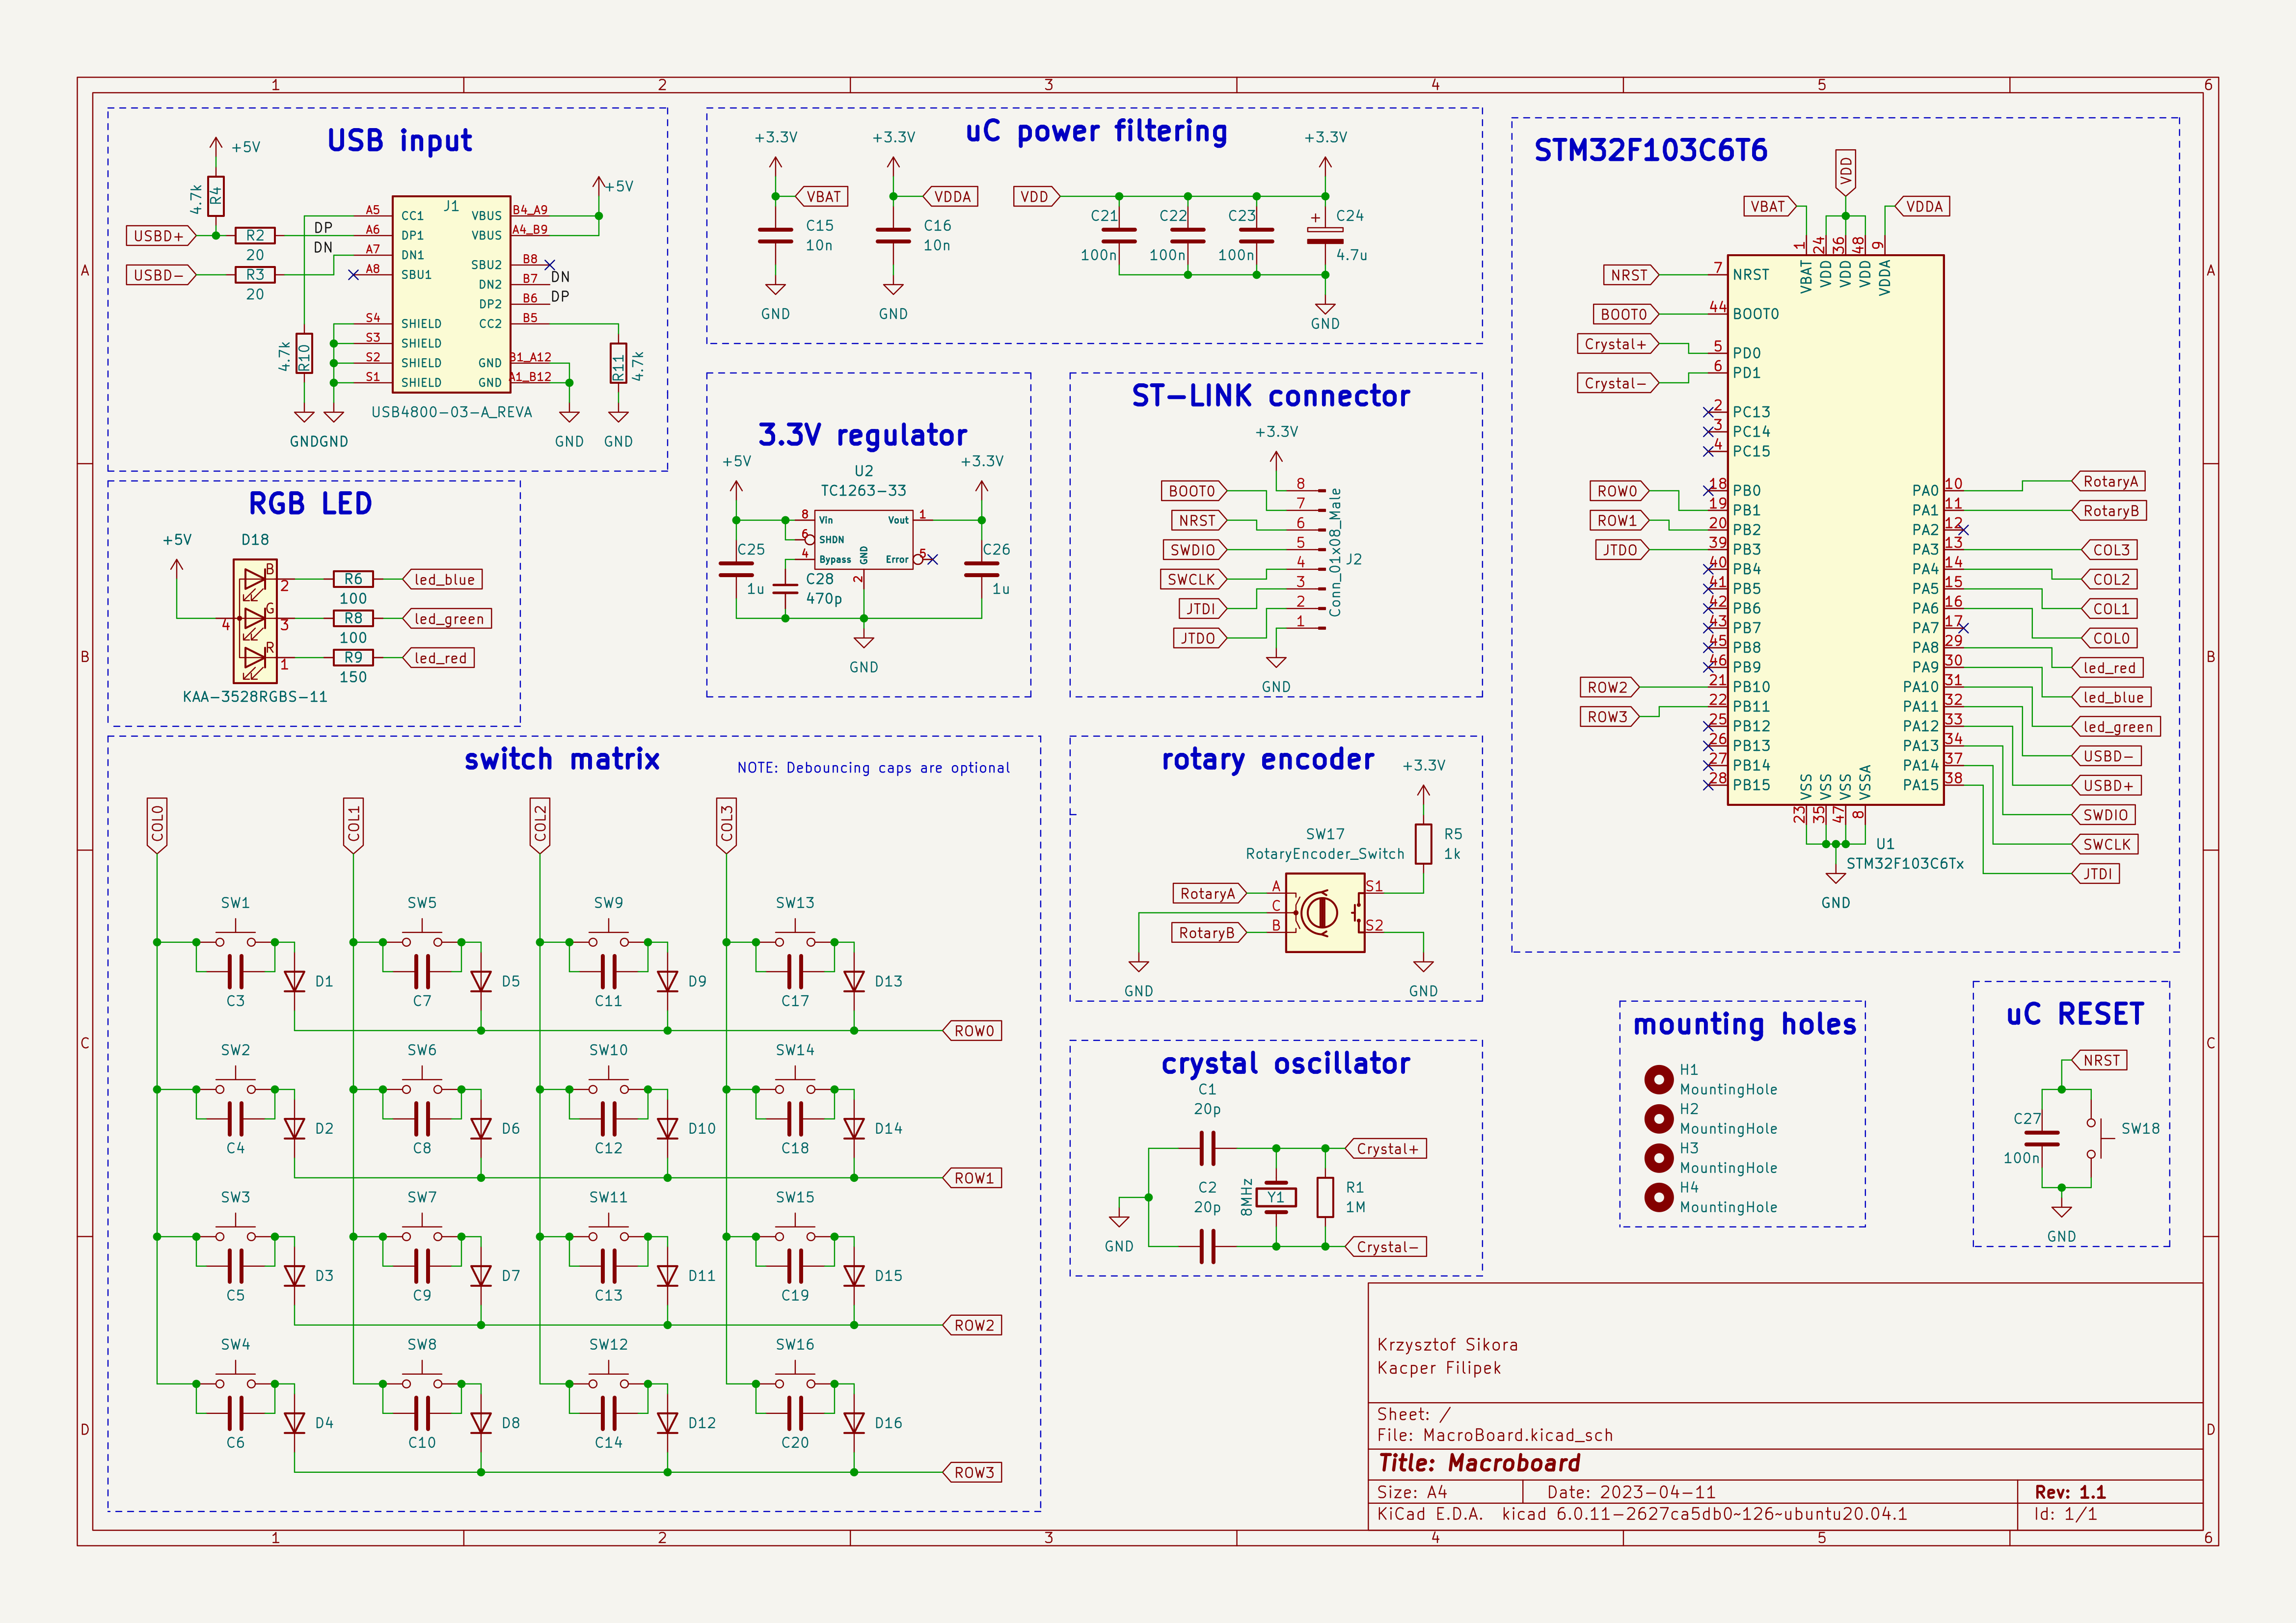 1 2 3 4 5 6
A
B
C
D
USB input
+5V
4.7k
R4
USBD+
R2
20
USBD-
R3
20
DP
DN
J1
A5 CC1
A6 DP1
A7 DN1
A8 SBU1
S4 SHIELD
S3 SHIELD
S2 SHIELD
S1 SHIELD
VBUS B4_A9
VBUS A4_B9
SBU2 B8
DN2 B7
DP2 B6
CC2 B5
GND B1_A12
GND A1_B12
DN
DP
+5V
4.7k
R10
R11
4.7k
USB4800-03-A_REVA
GND
GND
GND
GND
uC power filtering
+3.3V
VBAT
C15
10n
GND
+3.3V
VDDA
C16
10n
GND
VDD
+3.3V
C21
100n
C22
100n
C23
100n
C24
+
4.7u
GND
STM32F103C6T6
VDD
VBAT
VDDA
1 24 36 48 9
VBAT VDD VDD VDD VDDA
NRST 7 NRST
BOOT0 44 BOOT0
Crystal+ 5 PD0
Crystal- 6 PD1
2 PC13
3 PC14
4 PC15
18 PB0
ROW0 19 PB1
ROW1 20 PB2
JTDO 39 PB3
40 PB4
41 PB5
42 PB6
43 PB7
45 PB8
46 PB9
ROW2 21 PB10
ROW3 22 PB11
25 PB12
26 PB13
27 PB14
28 PB15
PA0 10 RotaryA
PA1 11 RotaryB
PA2 12
PA3 13 COL3
PA4 14 COL2
PA5 15 COL1
PA6 16 COL0
PA7 17
PA8 29 led_red
PA9 30 led_blue
PA10 31 led_green
PA11 32 USBD-
PA12 33 USBD+
PA13 34 SWDIO
PA14 37 SWCLK
PA15 38 JTDI
VSS VSS VSS VSSA
23 35 47 8
U1
STM32F103C6Tx
GND
RGB LED
+5V
D18
B 2 R6 led_blue
100
4 G 3 R8 led_green
100
R 1 R9 led_red
150
KAA-3528RGBS-11
3.3V regulator
+5V
U2
TC1263-33
+3.3V
8 Vin Vout 1
6 SHDN
4 Bypass GND Error 5
2
C25
1u
C28
470p
C26
1u
GND
ST-LINK connector
+3.3V
BOOT0
NRST
SWDIO
SWCLK
JTDI
JTDO
8
7
6
5
4
3
2
1
Conn_01x08_Male
J2
GND
switch matrix
NOTE: Debouncing caps are optional
COL0 COL1 COL2 COL3
SW1 SW5 SW9 SW13
D1 D5 D9 D13
C3 C7 C11 C17
ROW0
SW2 SW6 SW10 SW14
D2 D6 D10 D14
C4 C8 C12 C18
ROW1
SW3 SW7 SW11 SW15
D3 D7 D11 D15
C5 C9 C13 C19
ROW2
SW4 SW8 SW12 SW16
D4 D8 D12 D16
C6 C10 C14 C20
ROW3
rotary encoder
+3.3V
SW17
RotaryEncoder_Switch
R5
1k
RotaryA A S1
C
RotaryB B S2
GND
GND
crystal oscillator
C1
20p
Crystal+
C2
20p
8MHz
Y1
R1
1M
GND
Crystal-
mounting holes
H1
MountingHole
H2
MountingHole
H3
MountingHole
H4
MountingHole
uC RESET
NRST
C27
100n
SW18
GND
Krzysztof Sikora
Kacper Filipek
Sheet: /
File: MacroBoard.kicad_sch
Title: Macroboard
Size: A4 Date: 2023-04-11 Rev: 1.1
KiCad E.D.A. kicad 6.0.11-2627ca5db0~126~ubuntu20.04.1 Id: 1/1
A
B
C
D
1 2 3 4 5 6